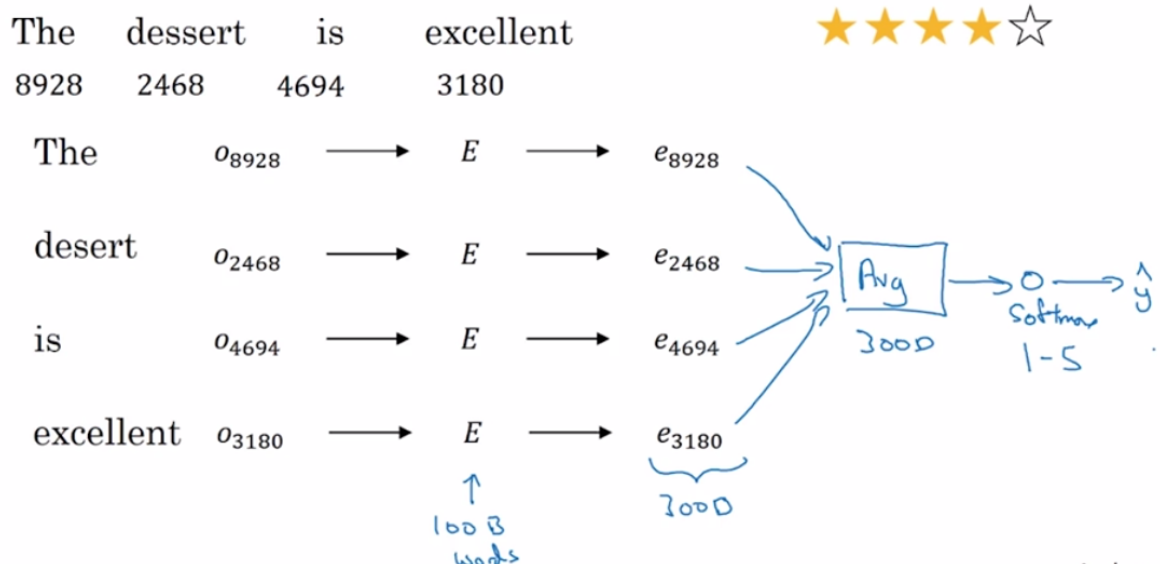 The dessert is excellent
8928 2468 4694 3180
The o8928 → E → e8928
desert o2468 → E → e2468
Avg → O → ŷ
Softmax
is o4694 → E → e4694
300D
1-5
excellent o3180 → E → e3180
300D
100B
words